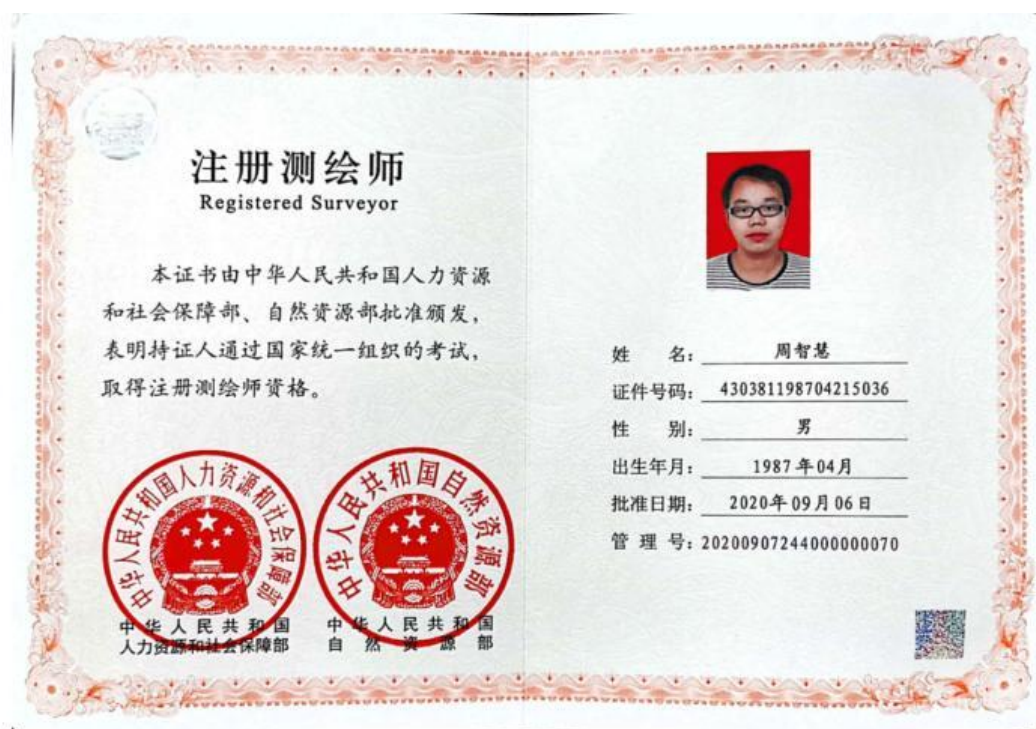 注册测绘师
Registered Surveyor
本证书由中华人民共和国人力资源
和社会保障部、自然资源部批准颁发，
表明持证人通过国家统一组织的考试，
取得注册测绘师资格。
中华人民共和国人力资源和社会保障部
中华人民共和国自然资源部
中华人民共和国
人力资源和社会保障部
中华人民共和国
自然资源部
姓 名：周智慧
证件号码：430381198704215036
性 别：男
出生年月：1987年04月
批准日期：2020年09月06日
管 理 号：20200907244000000070